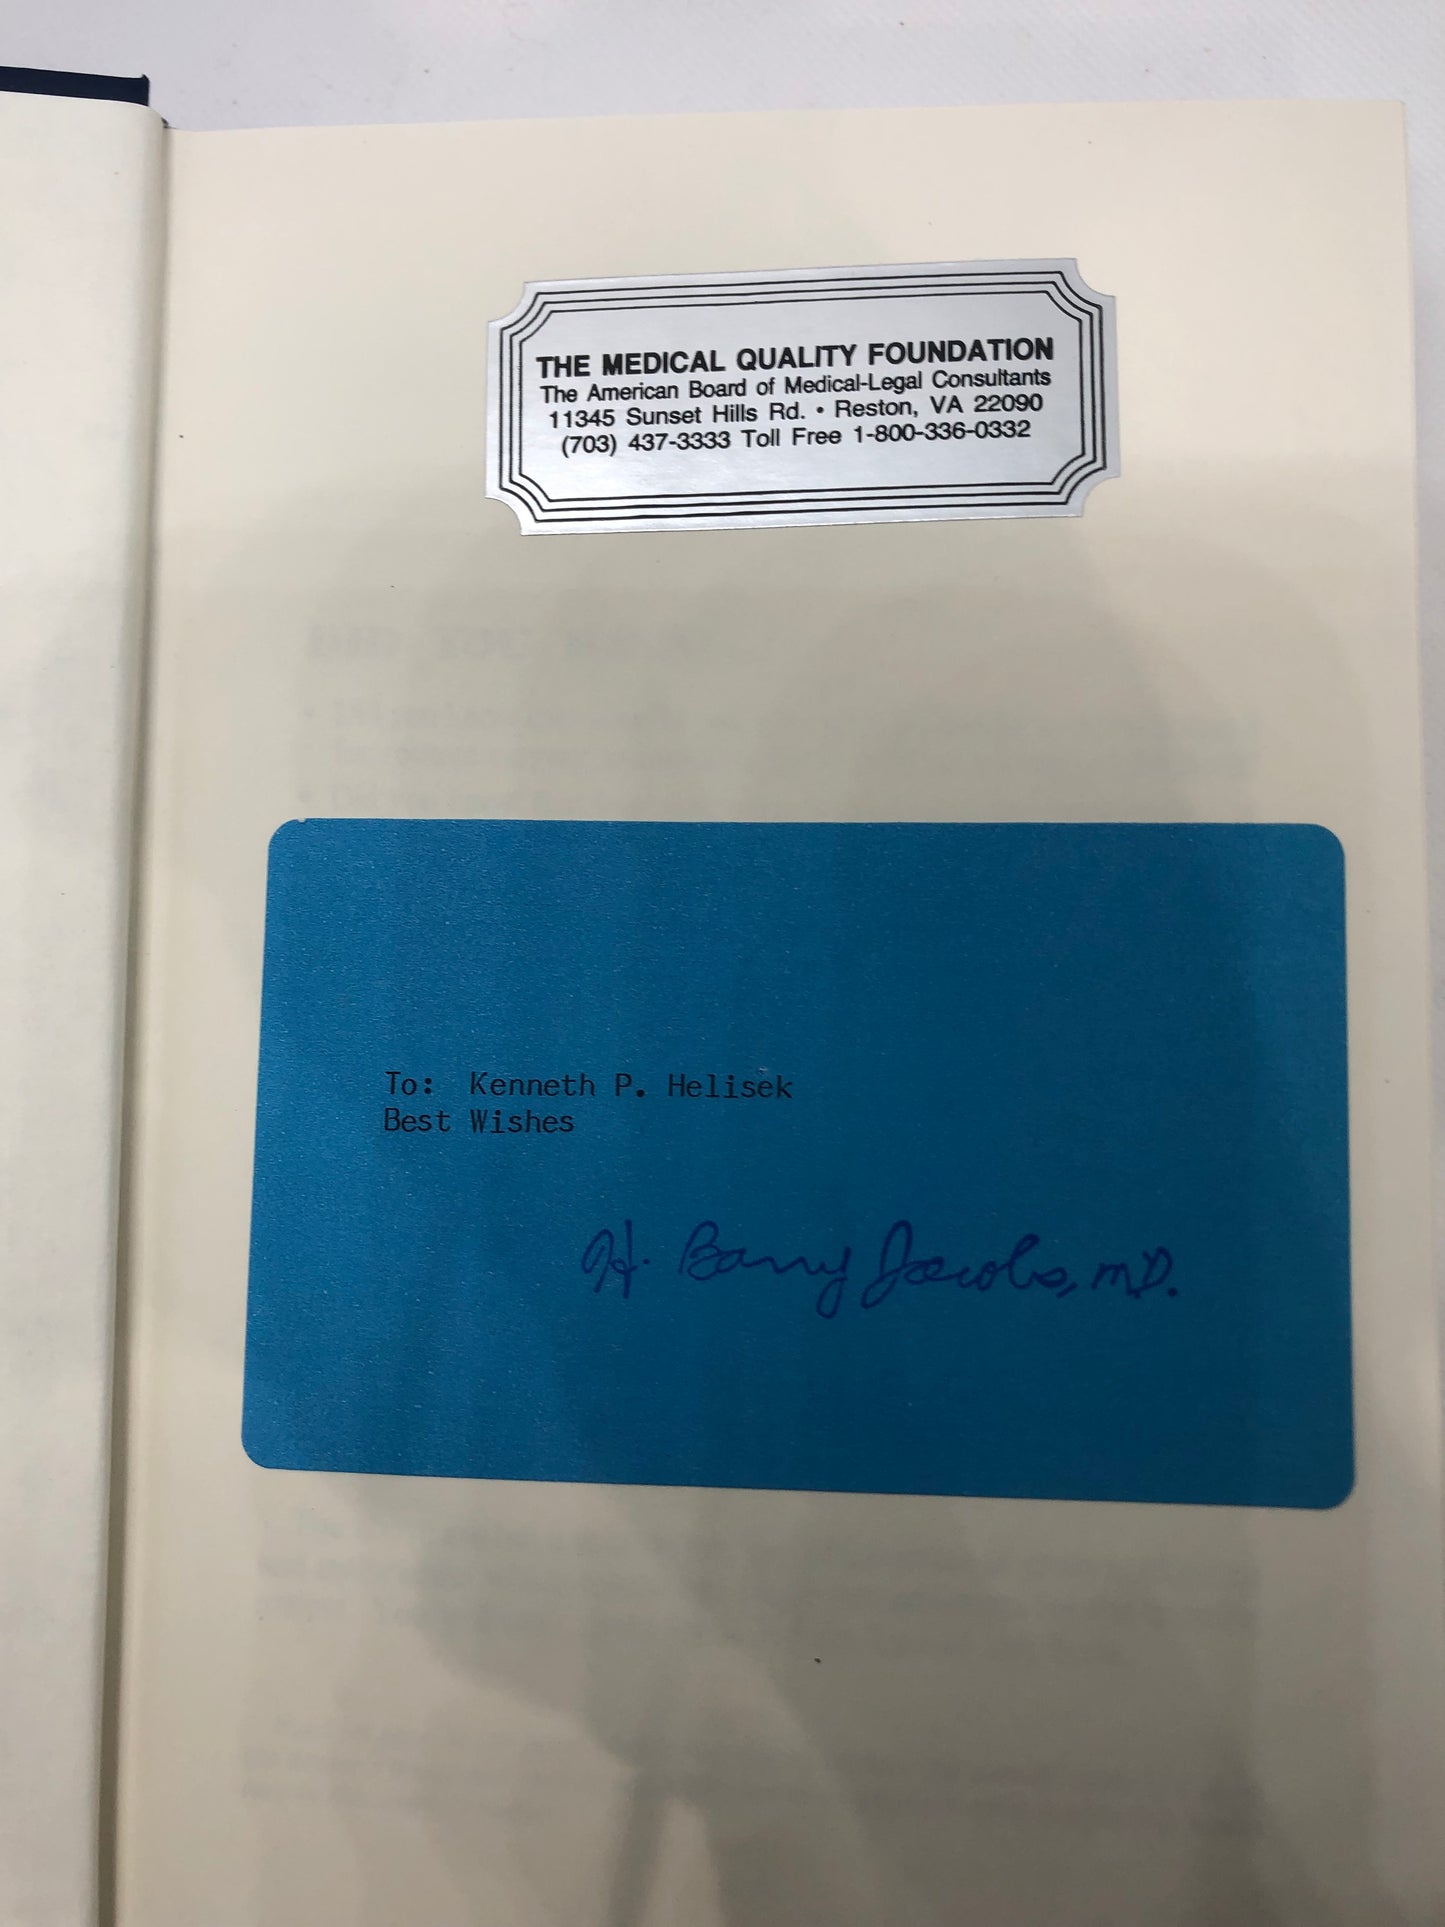 THE MEDICAL QUALITY FOUNDATION
The American Board of Medical-Legal Consultants
11345 Sunset Hills Rd. • Reston, VA 22090
(703) 437-3333 Toll Free 1-800-336-0332
To: Kenneth P. Helisek
Best Wishes
H. Barry Jacobs, M.D.